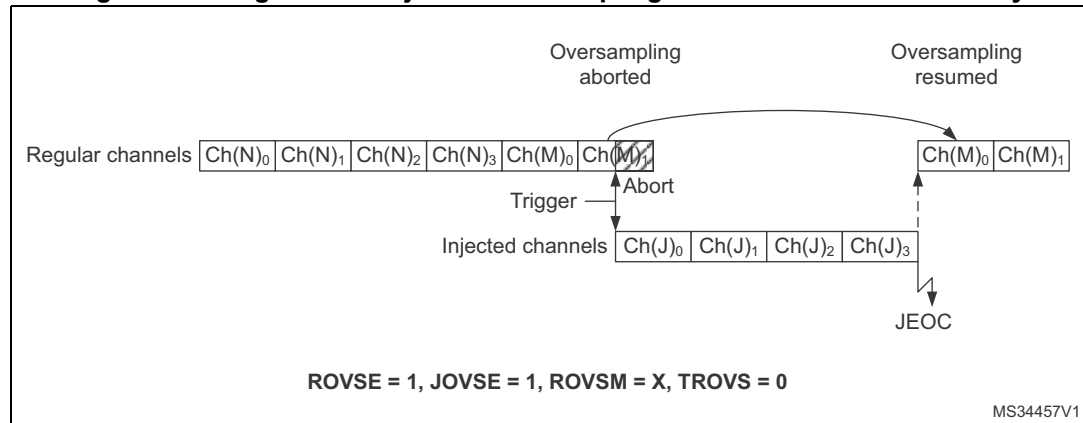 Oversampling
aborted
Oversampling
resumed
Regular channels Ch(N)₀ Ch(N)₁ Ch(N)₂ Ch(N)₃ Ch(M)₀ Ch(M)₁ Ch(M)₀ Ch(M)₁
Abort
Trigger
Injected channels Ch(J)₀ Ch(J)₁ Ch(J)₂ Ch(J)₃
JEOC
ROVSE = 1, JOVSE = 1, ROVSM = X, TROVS = 0
MS34457V1